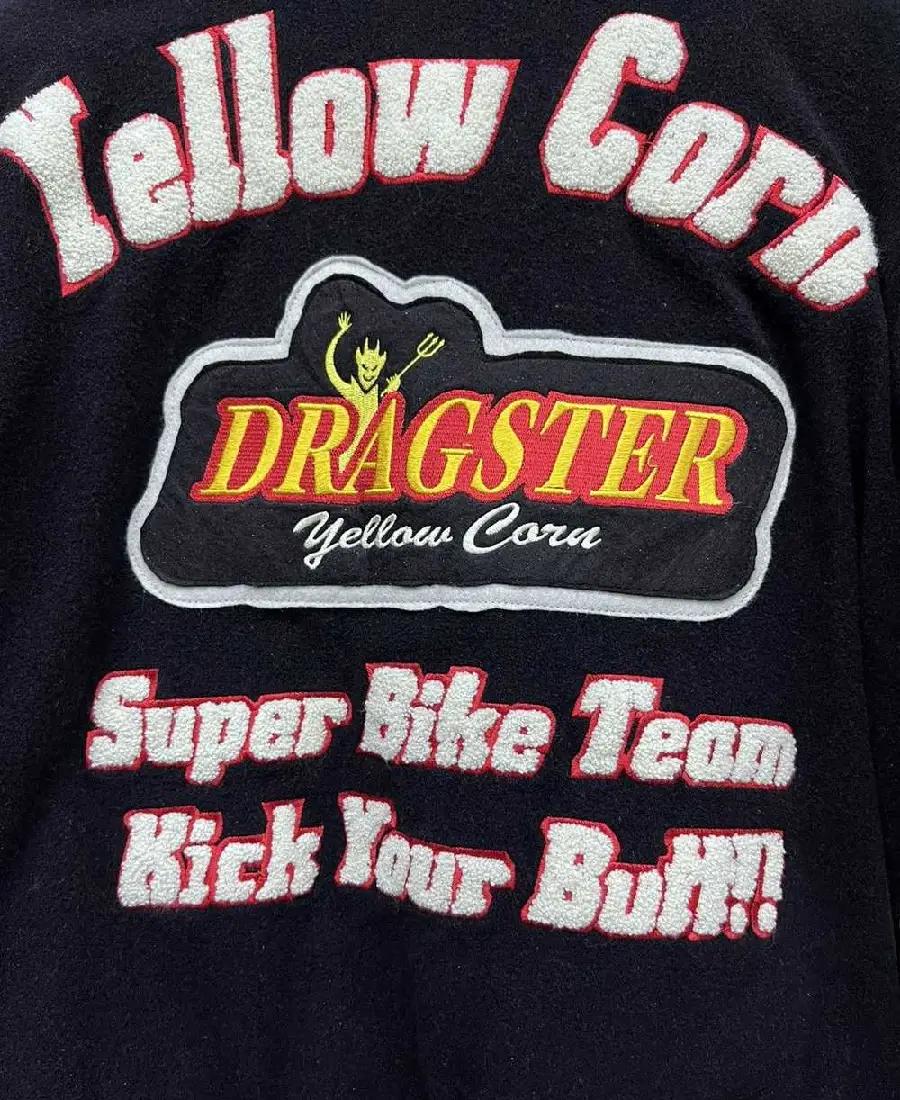 Yellow Corn
DRAGSTER
Yellow Corn
Super Bike Team
Kick Your Butt!!